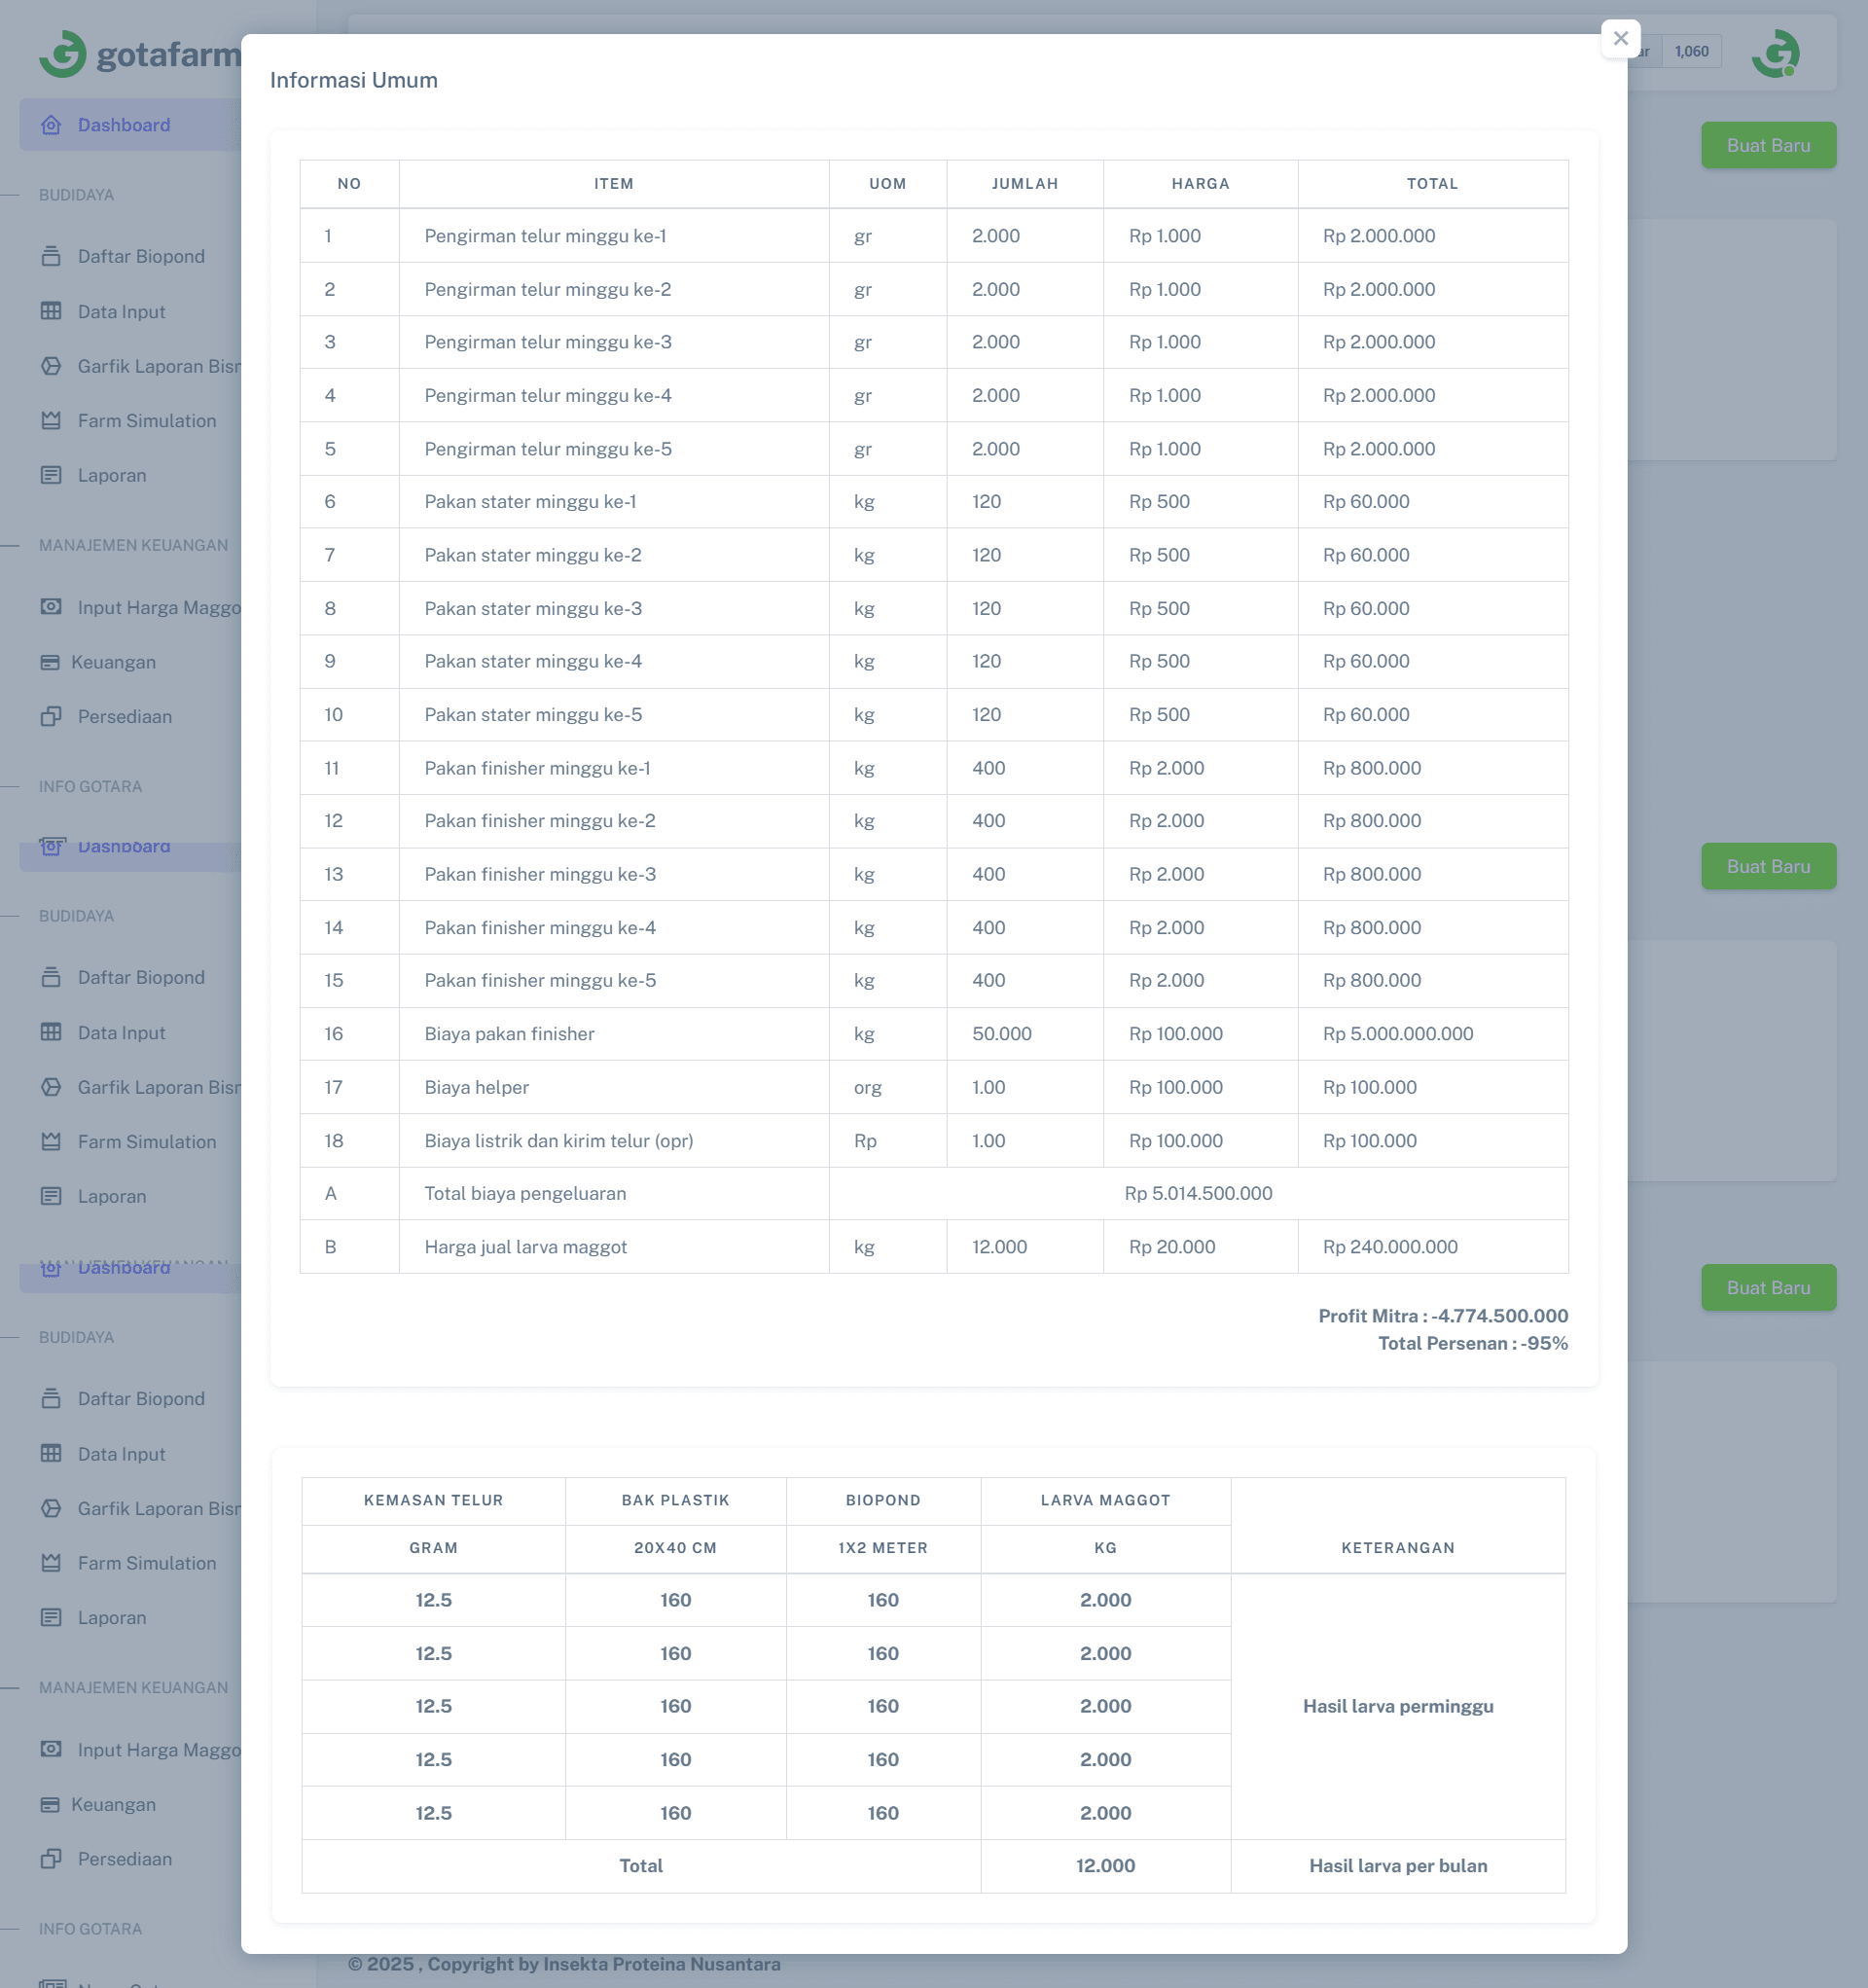 gotafarm
Dashboard
BUDIDAYA
Daftar Biopond
Data Input
Garfik Laporan
Farm Simulation
Laporan
MANAJEMEN KEUANGAN
Input Harga
Keuangan
Persediaan
INFO GOTARA
Dashboard
BUDIDAYA
Daftar Biopond
Data Input
Garfik Laporan
Farm Simulation
Laporan
MANAJEMEN KEUANGAN
Dashboard
BUDIDAYA
Daftar Biopond
Data Input
Garfik Laporan
Farm Simulation
Laporan
MANAJEMEN KEUANGAN
Input Harga
Keuangan
Persediaan
INFO GOTARA
1,060
Buat Baru
Buat Baru
Buat Baru
Informasi Umum
NO ITEM UOM JUMLAH HARGA TOTAL
1 Pengirman telur minggu ke-1 gr 2.000 Rp 1.000 Rp 2.000.000
2 Pengirman telur minggu ke-2 gr 2.000 Rp 1.000 Rp 2.000.000
3 Pengirman telur minggu ke-3 gr 2.000 Rp 1.000 Rp 2.000.000
4 Pengirman telur minggu ke-4 gr 2.000 Rp 1.000 Rp 2.000.000
5 Pengirman telur minggu ke-5 gr 2.000 Rp 1.000 Rp 2.000.000
6 Pakan stater minggu ke-1 kg 120 Rp 500 Rp 60.000
7 Pakan stater minggu ke-2 kg 120 Rp 500 Rp 60.000
8 Pakan stater minggu ke-3 kg 120 Rp 500 Rp 60.000
9 Pakan stater minggu ke-4 kg 120 Rp 500 Rp 60.000
10 Pakan stater minggu ke-5 kg 120 Rp 500 Rp 60.000
11 Pakan finisher minggu ke-1 kg 400 Rp 2.000 Rp 800.000
12 Pakan finisher minggu ke-2 kg 400 Rp 2.000 Rp 800.000
13 Pakan finisher minggu ke-3 kg 400 Rp 2.000 Rp 800.000
14 Pakan finisher minggu ke-4 kg 400 Rp 2.000 Rp 800.000
15 Pakan finisher minggu ke-5 kg 400 Rp 2.000 Rp 800.000
16 Biaya pakan finisher kg 50.000 Rp 100.000 Rp 5.000.000.000
17 Biaya helper org 1.00 Rp 100.000 Rp 100.000
18 Biaya listrik dan kirim telur (opr) Rp 1.00 Rp 100.000 Rp 100.000
A Total biaya pengeluaran Rp 5.014.500.000
B Harga jual larva maggot kg 12.000 Rp 20.000 Rp 240.000.000
Profit Mitra : -4.774.500.000
Total Persenan : -95%
KEMASAN TELUR BAK PLASTIK BIOPOND LARVA MAGGOT
GRAM 20X40 CM 1X2 METER KG KETERANGAN
12.5 160 160 2.000
12.5 160 160 2.000
12.5 160 160 2.000 Hasil larva perminggu
12.5 160 160 2.000
12.5 160 160 2.000
Total 12.000 Hasil larva per bulan
© 2025 , Copyright by Insekta Proteina Nusantara